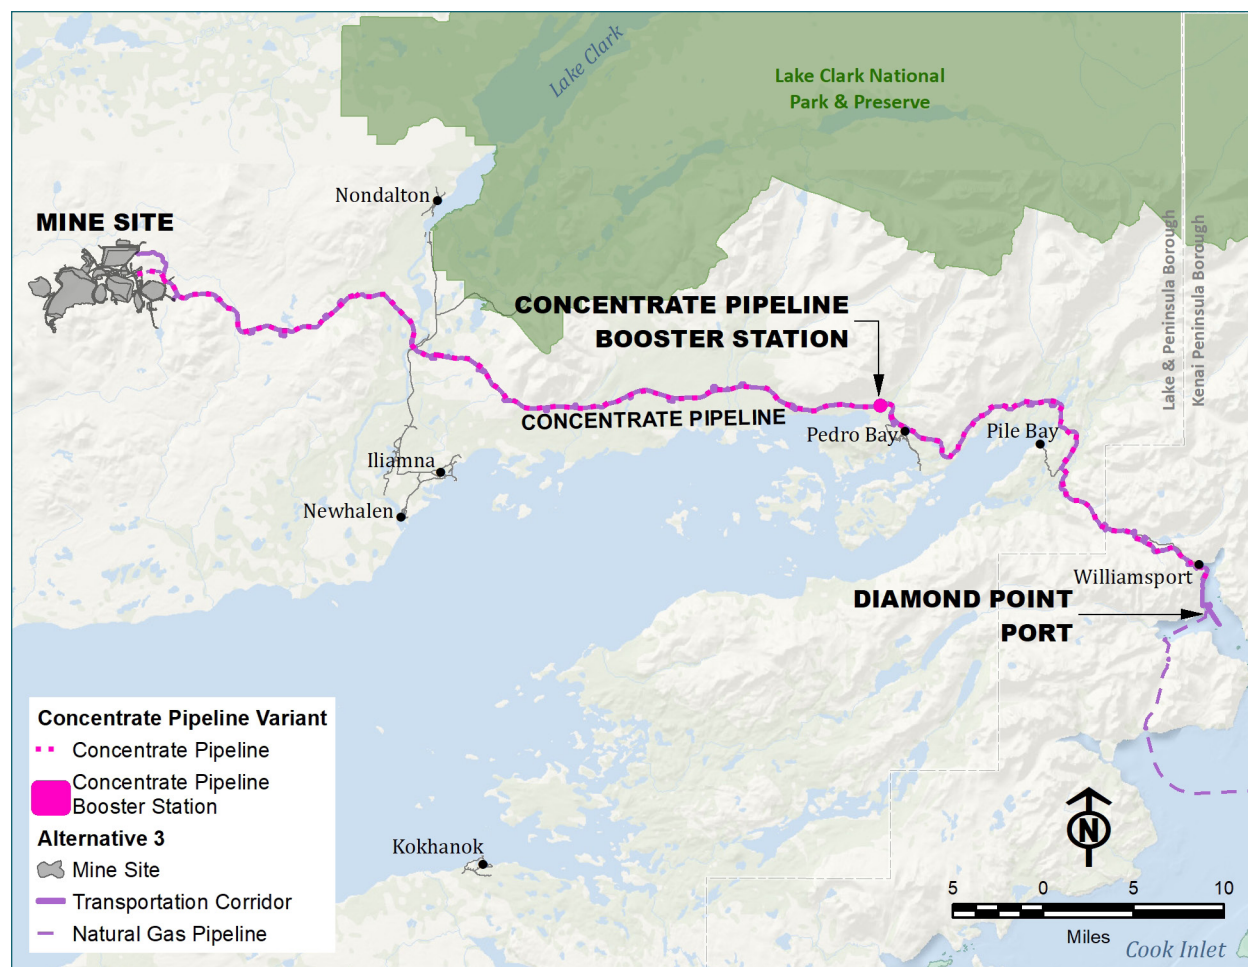 Lake Clark
Lake Clark National
Park & Preserve
Nondalton
MINE SITE
Lake & Peninsula Borough
Kenai Peninsula Borough
CONCENTRATE PIPELINE
BOOSTER STATION
CONCENTRATE PIPELINE
Pedro Bay
Pile Bay
Iliamna
Newhalen
Williamsport
DIAMOND POINT
PORT
Concentrate Pipeline Variant
Concentrate Pipeline
Concentrate Pipeline
Booster Station
Alternative 3
Mine Site
Transportation Corridor
Natural Gas Pipeline
Kokhanok
N
5 0 5 10
Miles
Cook Inlet